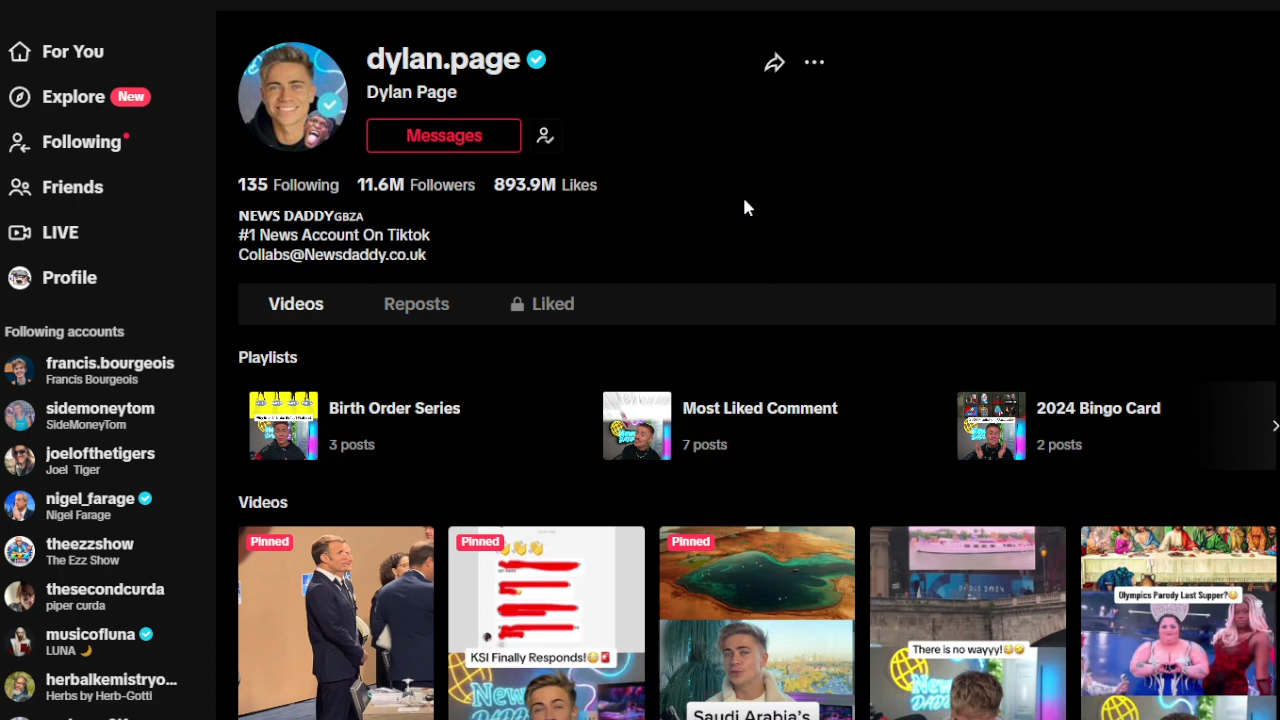 For You
Explore New
Following
Friends
LIVE
Profile
Following accounts
francis.bourgeois
Francis Bourgeois
sidemoneytom
SideMoneyTom
joelofthetigers
Joel Tiger
nigel_farage
Nigel Farage
theezzshow
The Ezz Show
thesecondcurda
piper curda
musicofluna
LUNA 🌙
herbalkemistryo...
Herbs by Herb-Gotti
dylan.page
Dylan Page
Messages
135 Following 11.6M Followers 893.9M Likes
NEWS DADDYGBZA
#1 News Account On Tiktok
Collabs@Newsdaddy.co.uk
Videos Reposts Liked
Playlists
Birth Order Series
3 posts
Most Liked Comment
7 posts
2024 Bingo Card
2 posts
Videos
Pinned
Pinned
👏👏👏
KSI Finally Responds!😳🚨
News
DADDY
Pinned
Saudi Arabia's
PARIS 2024
There is no wayyy!😳🤣
Olympics Parody Last Supper?😳